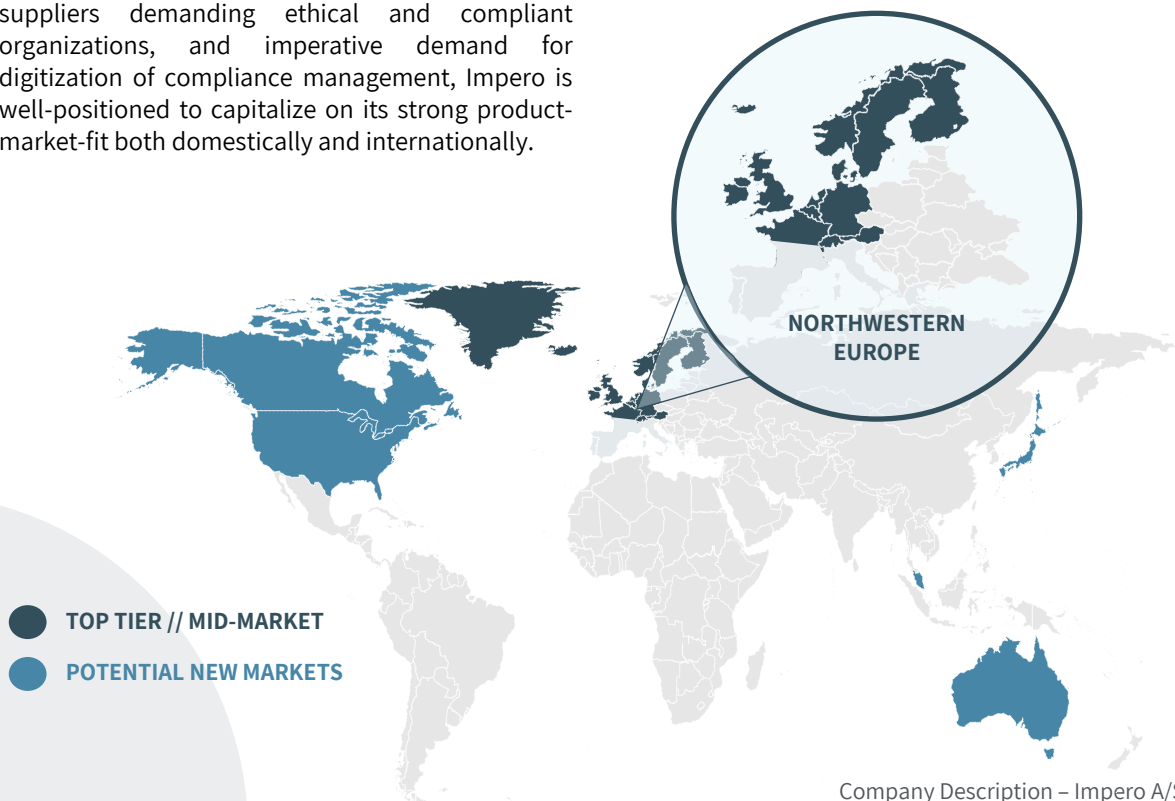 suppliers demanding ethical and compliant
organizations, and imperative demand for
digitization of compliance management, Impero is
well-positioned to capitalize on its strong product-
market-fit both domestically and internationally.
NORTHWESTERN
EUROPE
TOP TIER // MID-MARKET
POTENTIAL NEW MARKETS
Company Description – Impero A/S